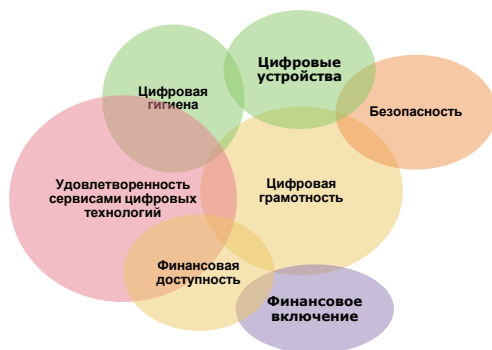 Цифровые
устройства
Цифровая
гигиена
Безопасность
Удовлетворенность
сервисами цифровых
технологий
Цифровая
грамотность
Финансовая
доступность
Финансовое
включение